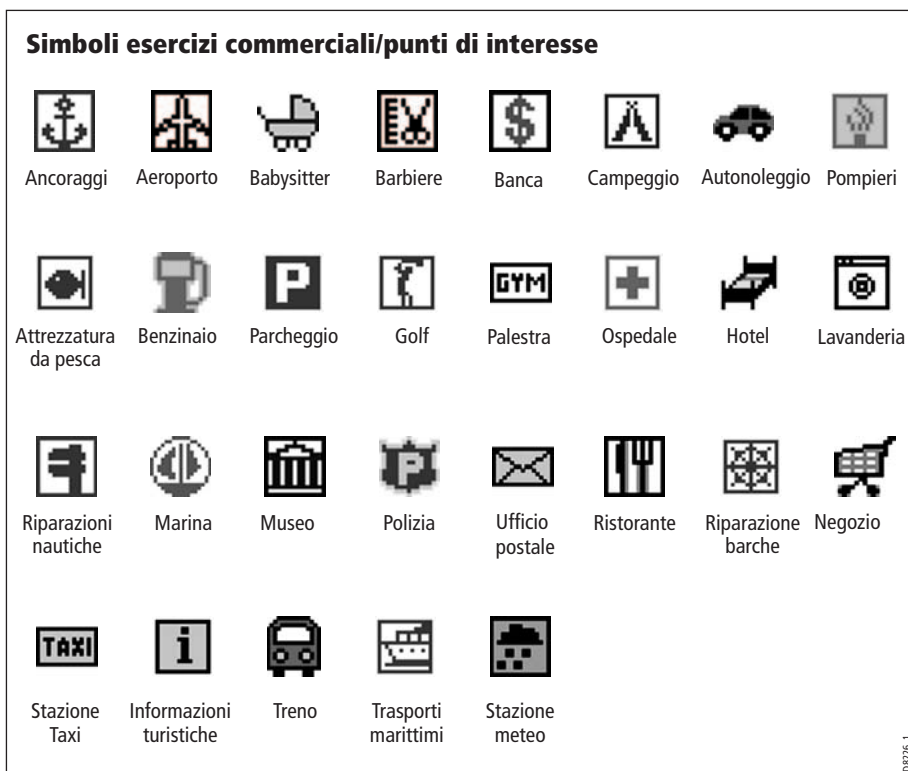 Simboli esercizi commerciali/punti di interesse
Ancoraggi Aeroporto Babysitter Barbiere Banca Campeggio Autonoleggio Pompieri
GYM
Attrezzatura da pesca Benzinaio Parcheggio Golf Palestra Ospedale Hotel Lavanderia
P
Riparazioni nautiche Marina Museo Polizia Ufficio postale Ristorante Riparazione barche Negozio
TAXI i
Stazione Taxi Informazioni turistiche Treno Trasporti marittimi Stazione meteo
D8226_1